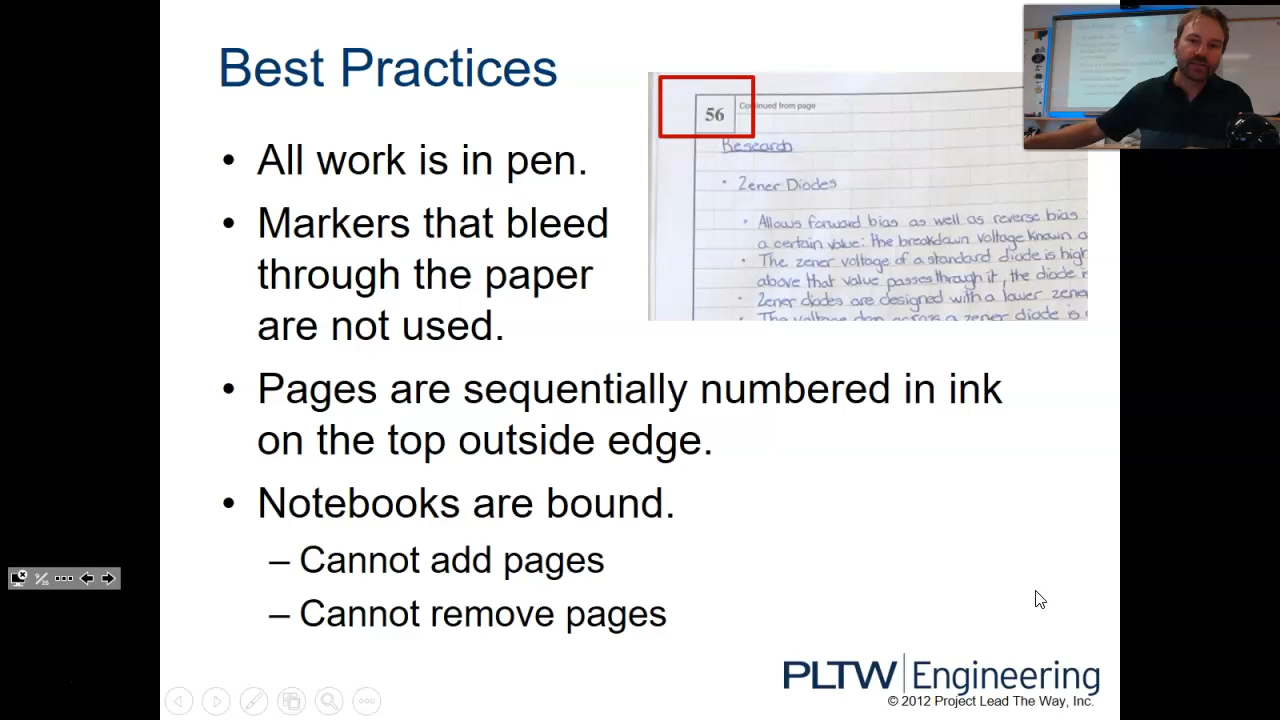 Best Practices
• All work is in pen.
• Markers that bleed
through the paper
are not used.
• Pages are sequentially numbered in ink
on the top outside edge.
• Notebooks are bound.
– Cannot add pages
– Cannot remove pages
56
Continued from page
Research
• Zener Diodes
• Allows forward bias as well as reverse bias
a certain value: the breakdown voltage known
• The zener voltage of a standard diode is high
above that value passes through it, the diode
• Zener diodes are designed with a lower zener
• The voltage drop across a zener diode is
9/26
PLTW Engineering
© 2012 Project Lead The Way, Inc.